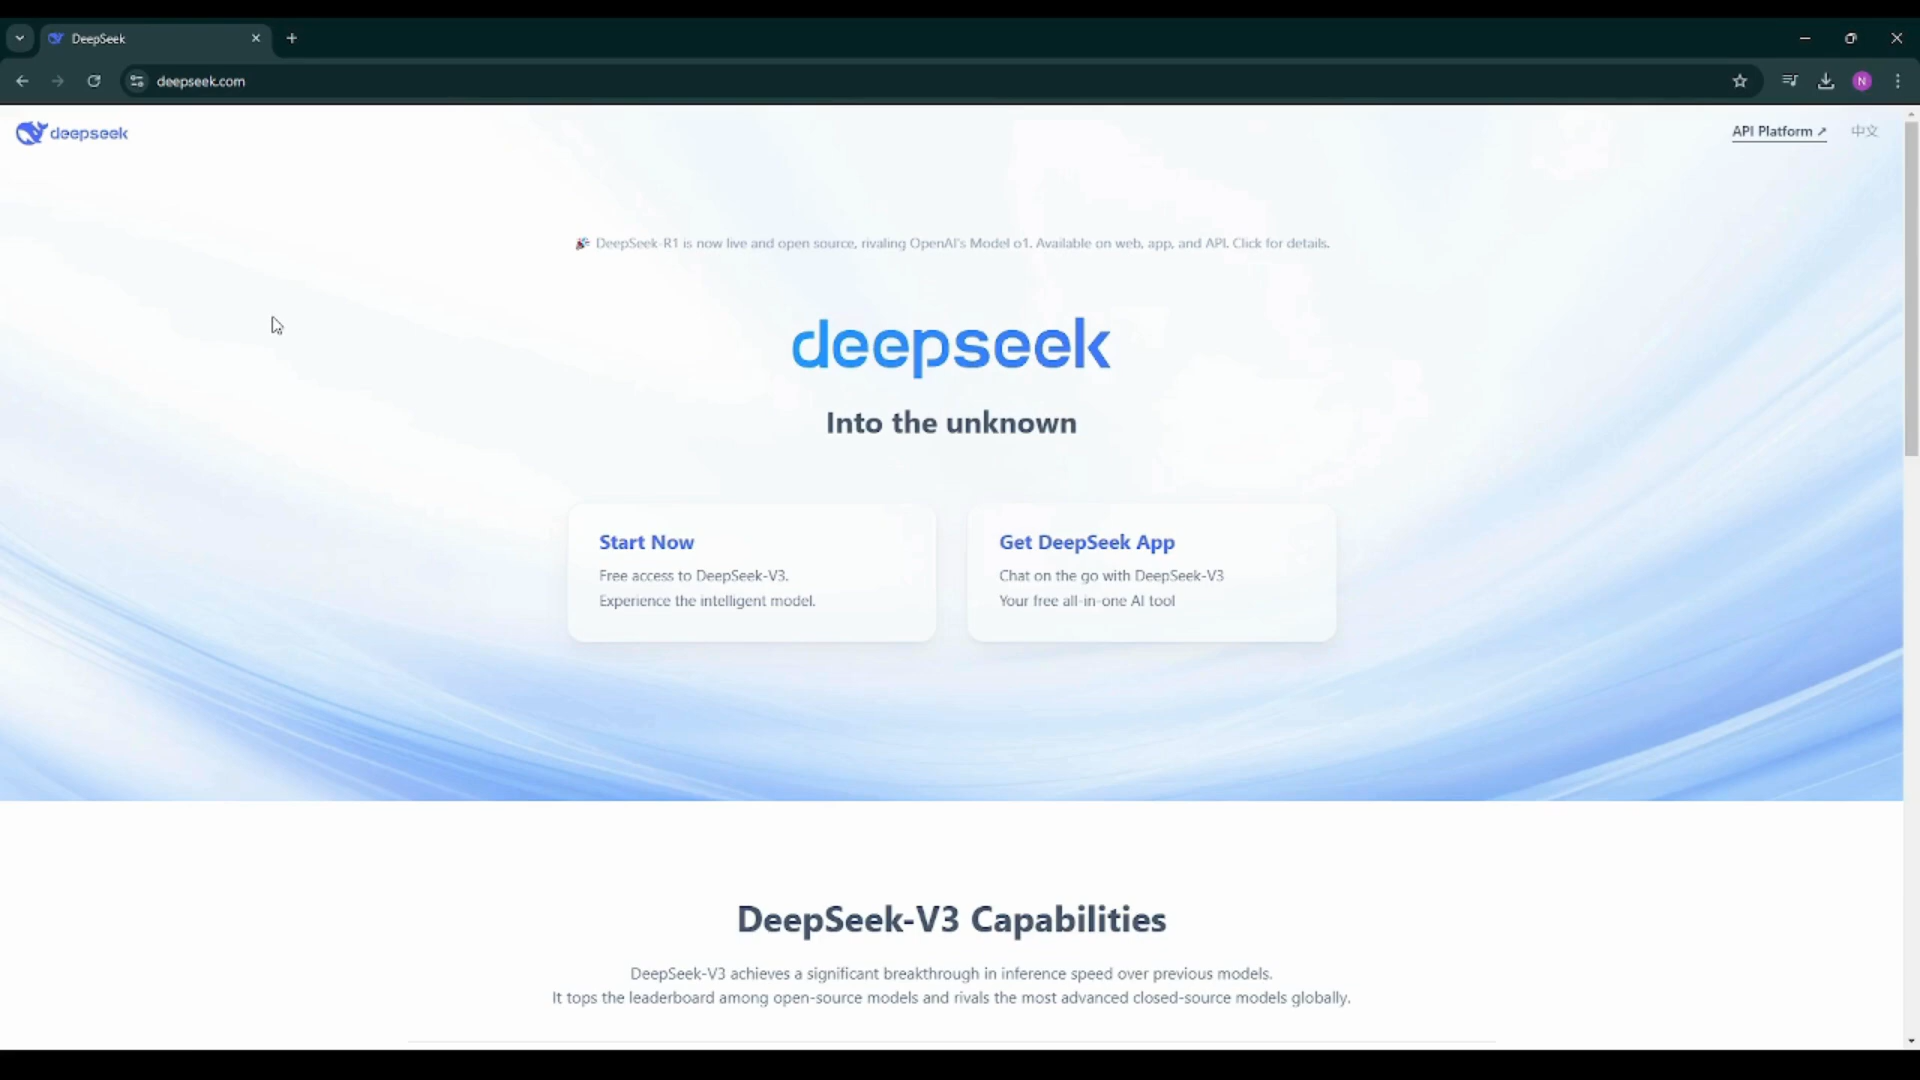 DeepSeek
deepseek.com
N
deepseek
API Platform ↗
中文
🎉 DeepSeek-R1 is now live and open source, rivaling OpenAI's Model o1. Available on web, app, and API. Click for details.
deepseek
Into the unknown
Start Now
Free access to DeepSeek-V3.
Experience the intelligent model.
Get DeepSeek App
Chat on the go with DeepSeek-V3
Your free all-in-one AI tool
DeepSeek-V3 Capabilities
DeepSeek-V3 achieves a significant breakthrough in inference speed over previous models.
It tops the leaderboard among open-source models and rivals the most advanced closed-source models globally.